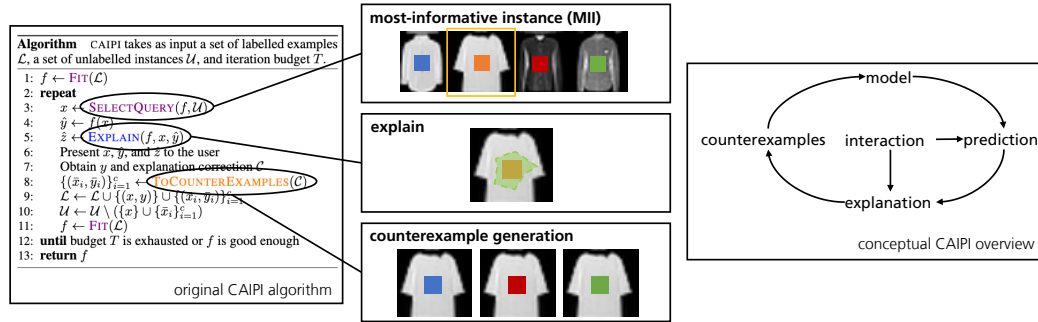 Algorithm CAIPI takes as input a set of labelled examples
ℒ, a set of unlabelled instances 𝒰, and iteration budget T.
1: f ← FIT(ℒ)
2: repeat
3: x ← SELECTQUERY(f, 𝒰)
4: ŷ ← f(x)
5: ẑ ← EXPLAIN(f, x, ŷ)
6: Present x, ŷ, and ẑ to the user
7: Obtain y and explanation correction 𝒞
8: {(x̄ᵢ, ȳᵢ)}ᶜᵢ₌₁ ← TOCOUNTEREXAMPLES(𝒞)
9: ℒ ← ℒ ∪ {(x, y)} ∪ {(x̄ᵢ, ȳᵢ)}ᶜᵢ₌₁
10: 𝒰 ← 𝒰 \ ({x} ∪ {x̄ᵢ}ᶜᵢ₌₁)
11: f ← FIT(ℒ)
12: until budget T is exhausted or f is good enough
13: return f
original CAIPI algorithm
most-informative instance (MII)
explain
counterexample generation
model
counterexamples interaction prediction
explanation
conceptual CAIPI overview